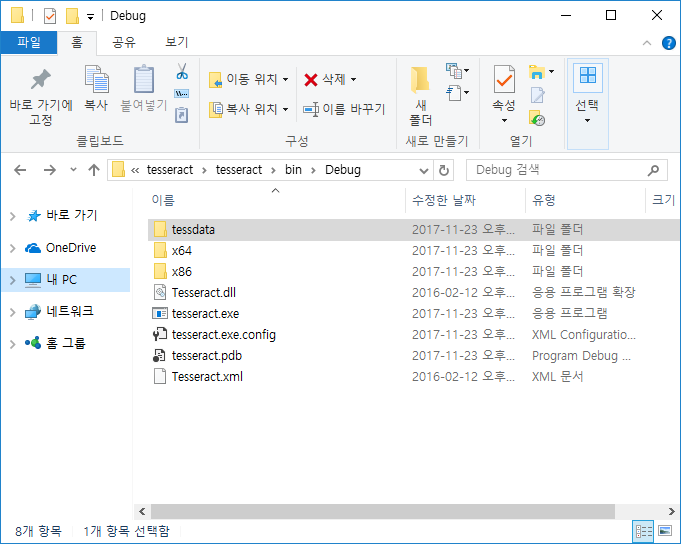 Debug
파일 홈 공유 보기
바로 가기에 고정
복사
붙여넣기
클립보드
이동 위치
복사 위치
삭제
이름 바꾸기
구성
새 폴더
새로 만들기
속성
열기
선택
« tesseract › tesseract › bin › Debug
Debug 검색
이름 수정한 날짜 유형 크기
바로 가기
OneDrive
내 PC
네트워크
홈 그룹
tessdata 2017-11-23 오후... 파일 폴더
x64 2017-11-23 오후... 파일 폴더
x86 2017-11-23 오후... 파일 폴더
Tesseract.dll 2016-02-12 오후... 응용 프로그램 확장
tesseract.exe 2017-11-23 오후... 응용 프로그램
tesseract.exe.config 2017-11-23 오후... XML Configuratio...
tesseract.pdb 2017-11-23 오후... Program Debug ...
Tesseract.xml 2016-02-12 오후... XML 문서
8개 항목 1개 항목 선택함